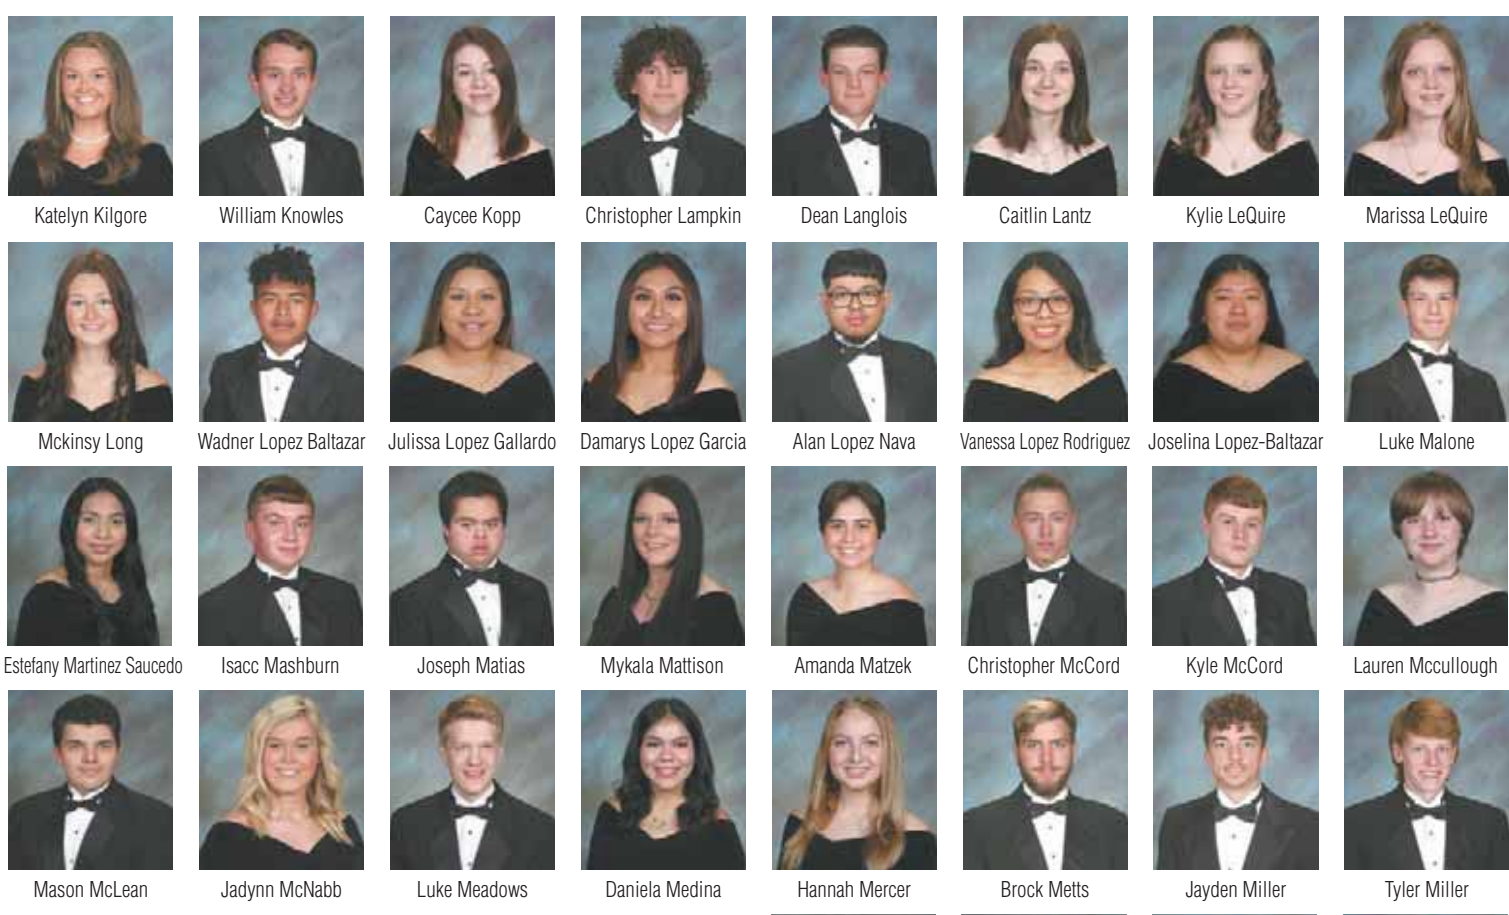 Katelyn Kilgore
William Knowles
Caycee Kopp
Christopher Lampkin
Dean Langlois
Caitlin Lantz
Kylie LeQuire
Marissa LeQuire
Mckinsy Long
Wadner Lopez Baltazar
Julissa Lopez Gallardo
Damarys Lopez Garcia
Alan Lopez Nava
Vanessa Lopez Rodriguez
Joselina Lopez-Baltazar
Luke Malone
Estefany Martinez Saucedo
Isacc Mashburn
Joseph Matias
Mykala Mattison
Amanda Matzek
Christopher McCord
Kyle McCord
Lauren Mccullough
Mason McLean
Jadynn McNabb
Luke Meadows
Daniela Medina
Hannah Mercer
Brock Metts
Jayden Miller
Tyler Miller